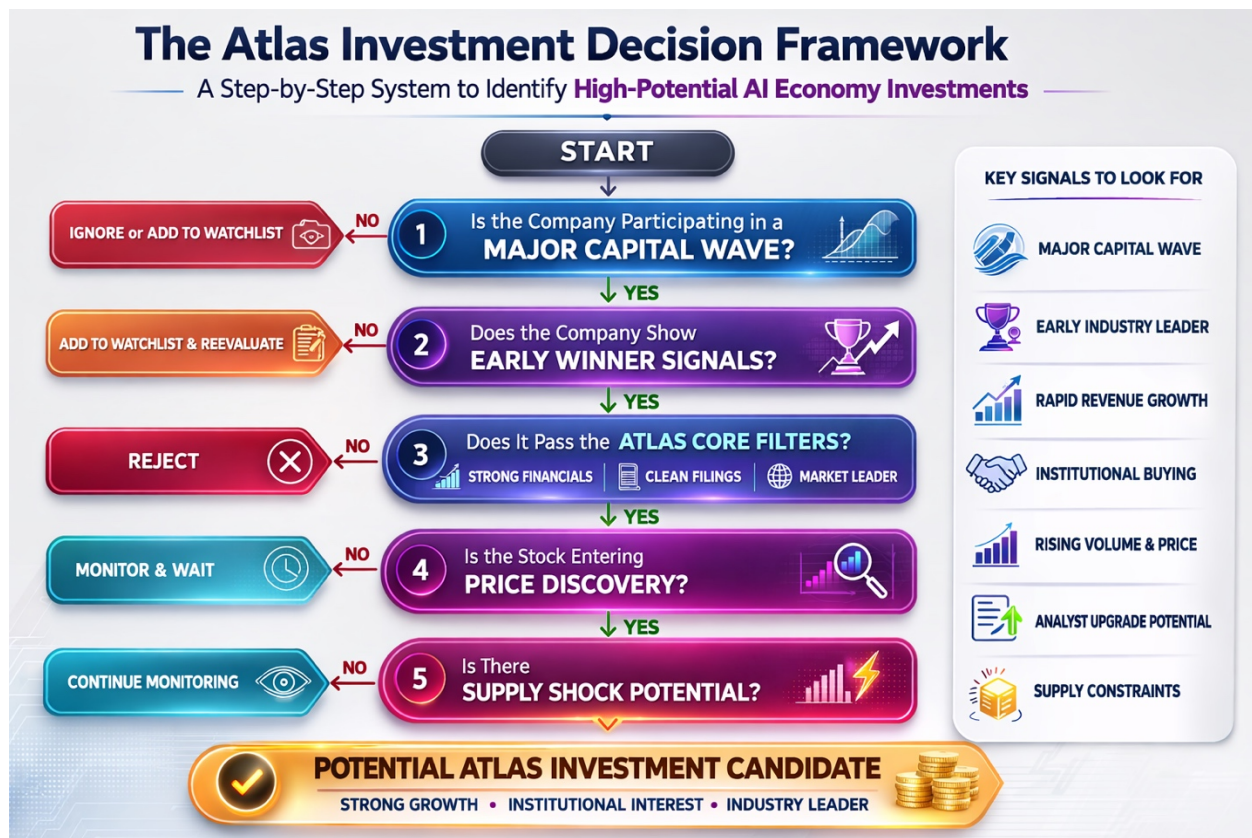 The Atlas Investment Decision Framework
A Step-by-Step System to Identify High-Potential AI Economy Investments
START
1
Is the Company Participating in a
MAJOR CAPITAL WAVE?
NO
IGNORE or ADD TO WATCHLIST
YES
2
Does the Company Show
EARLY WINNER SIGNALS?
NO
ADD TO WATCHLIST & REEVALUATE
YES
3
Does It Pass the ATLAS CORE FILTERS?
STRONG FINANCIALS
CLEAN FILINGS
MARKET LEADER
NO
REJECT
YES
4
Is the Stock Entering
PRICE DISCOVERY?
NO
MONITOR & WAIT
YES
5
Is There
SUPPLY SHOCK POTENTIAL?
NO
CONTINUE MONITORING
POTENTIAL ATLAS INVESTMENT CANDIDATE
STRONG GROWTH • INSTITUTIONAL INTEREST • INDUSTRY LEADER
KEY SIGNALS TO LOOK FOR
MAJOR CAPITAL WAVE
EARLY INDUSTRY LEADER
RAPID REVENUE GROWTH
INSTITUTIONAL BUYING
RISING VOLUME & PRICE
ANALYST UPGRADE POTENTIAL
SUPPLY CONSTRAINTS